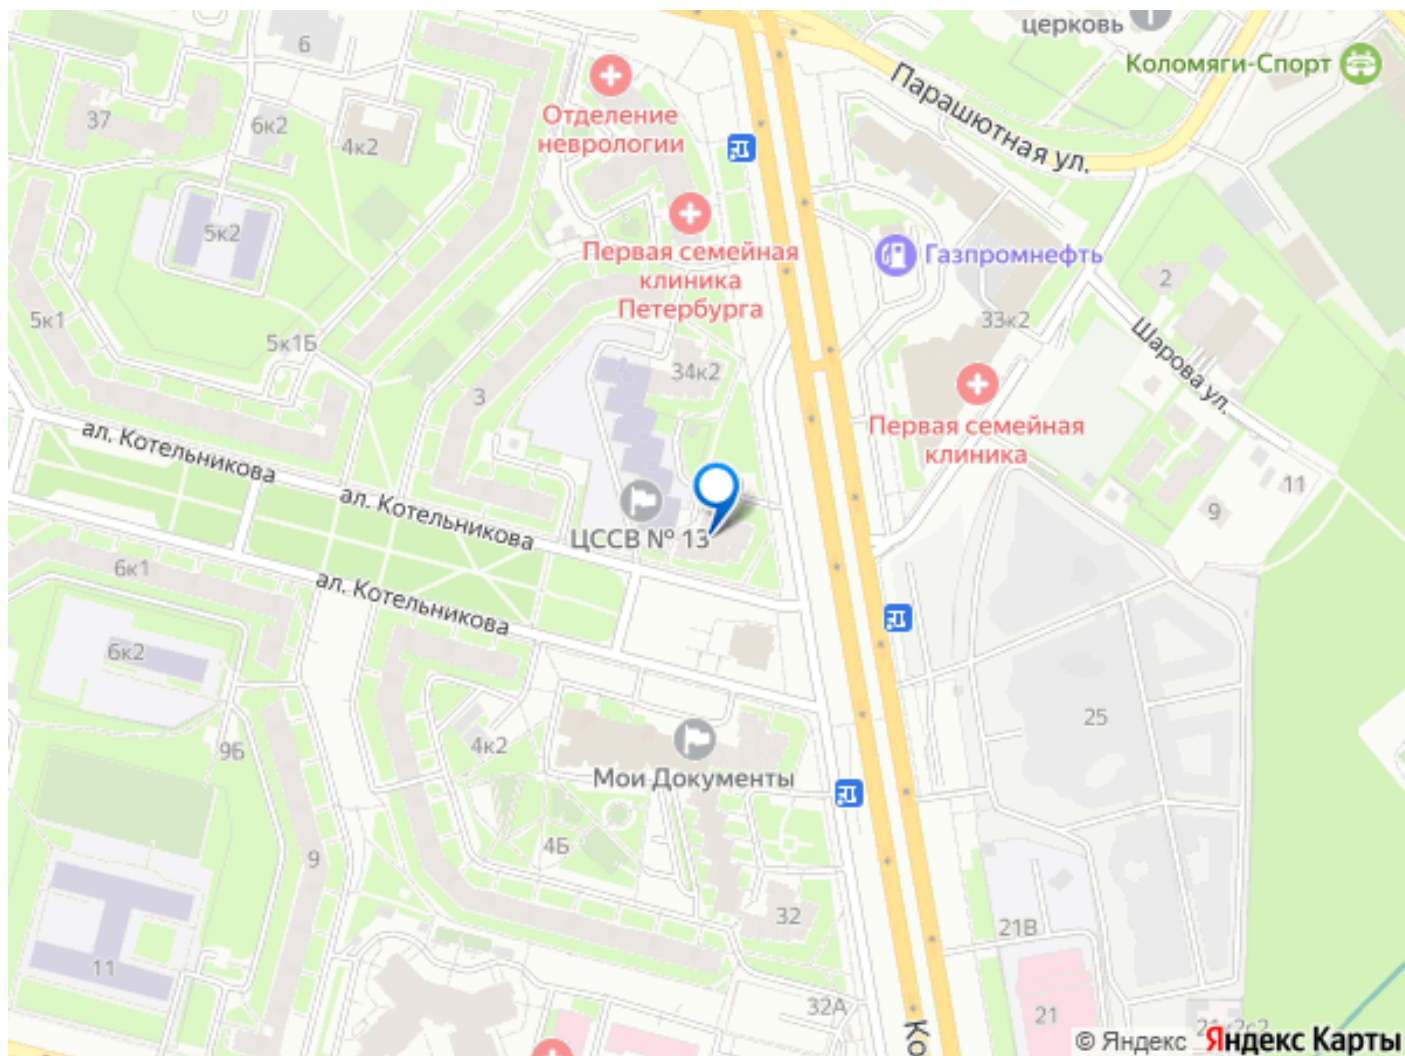 церковь
Коломяги-Спорт
Парашютная ул.
6
37
6к2
4к2
Отделение
неврологии
5к2
Первая семейная
клиника
Петербурга
Газпромнефть
2
33к2
Шарова ул.
5к1
5к1Б
34к2
3
Первая семейная
клиника
11
9
ал. Котельникова
ал. Котельникова
ЦССВ № 13
6к1
ал. Котельникова
6к2
9Б
4к2
Мои Документы
25
4Б
9
32
21В
11
32А
21
Ко
© Яндекс Яндекс Карты